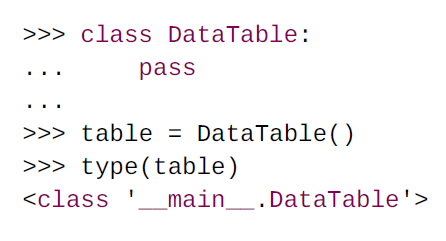 >>> class DataTable:
...     pass
...
>>> table = DataTable()
>>> type(table)
<class '__main__.DataTable'>